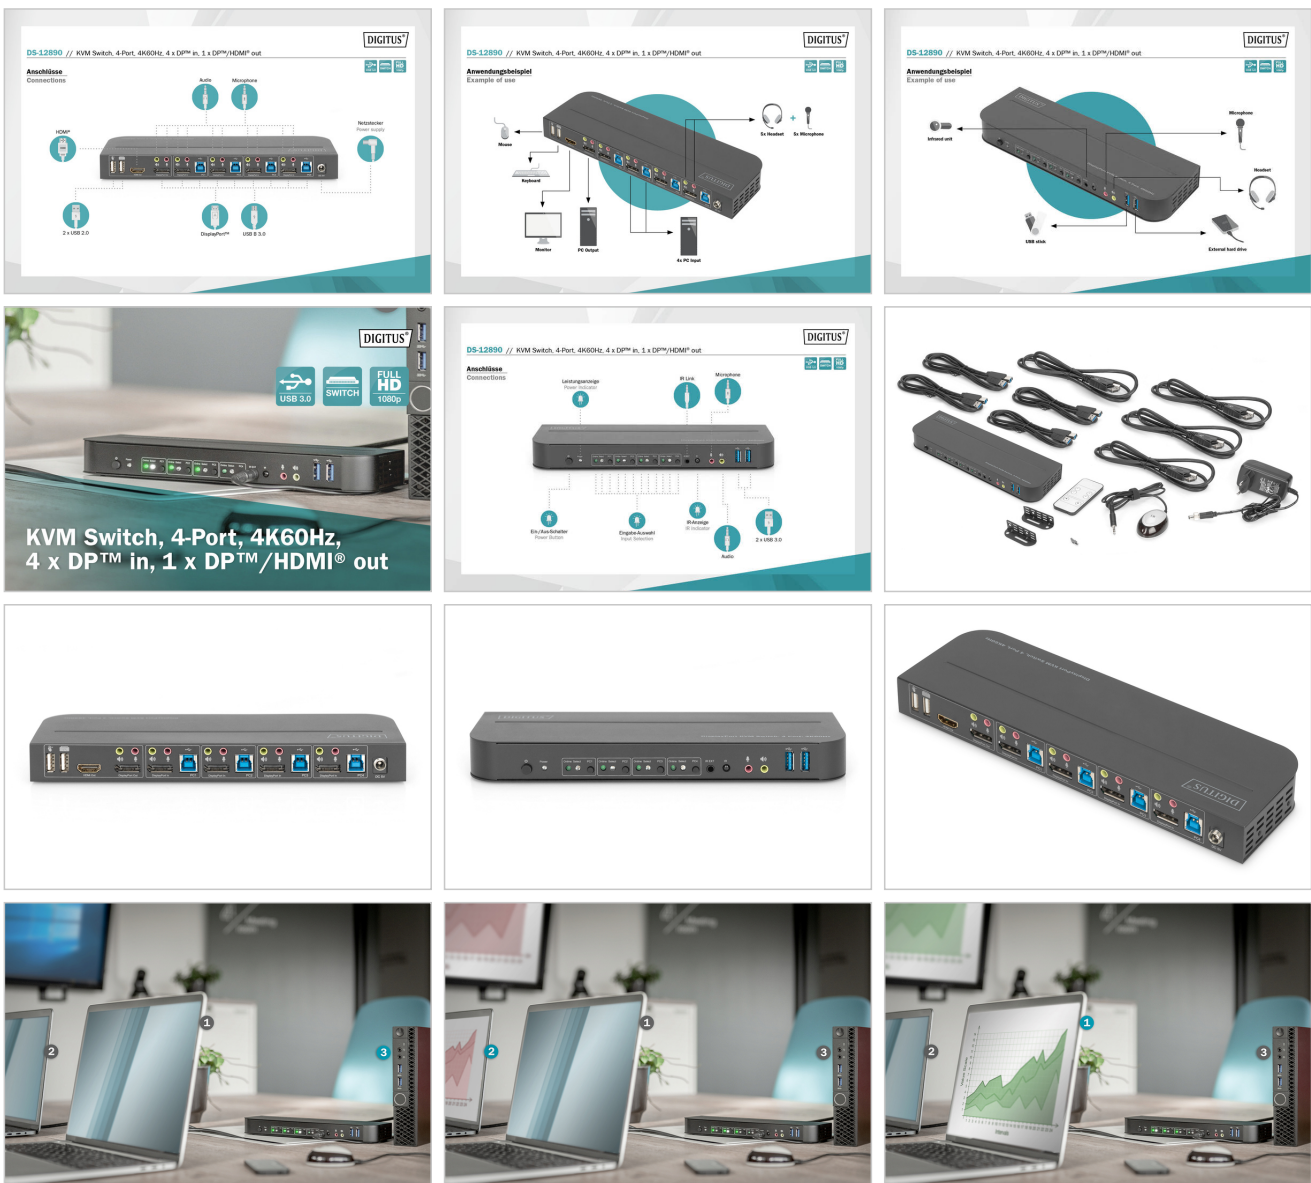 DIGITUS®
DS-12890 // KVM Switch, 4-Port, 4K60Hz, 4 x DP™ in, 1 x DP™/HDMI® out
Anschlüsse
Connections
Audio
Microphone
HDMI®
Netzstecker
Power supply
2 x USB 2.0
DisplayPort™
USB B 3.0
DIGITUS®
DS-12890 // KVM Switch, 4-Port, 4K60Hz, 4 x DP™ in, 1 x DP™/HDMI® out
Anwendungsbeispiel
Example of use
Mouse
Keyboard
Monitor
PC Output
4x PC Input
5x Headset
+
5x Microphone
DIGITUS®
DS-12890 // KVM Switch, 4-Port, 4K60Hz, 4 x DP™ in, 1 x DP™/HDMI® out
Anwendungsbeispiel
Example of use
Infrared unit
Microphone
Headset
USB stick
External hard drive
DIGITUS®
USB 3.0
SWITCH
FULL
HD
1080p
KVM Switch, 4-Port, 4K60Hz,
4 x DP™ in, 1 x DP™/HDMI® out
DIGITUS®
DS-12890 // KVM Switch, 4-Port, 4K60Hz, 4 x DP™ in, 1 x DP™/HDMI® out
Anschlüsse
Connections
Leistungsanzeige
Power Indicator
IR Link
Microphone
Ein-/Aus-Schalter
Power Button
Eingabe-Auswahl
Input Selection
IR-Anzeige
IR Indicator
Audio
2 x USB 3.0
DIGITUS®
1
2
3
1
2
3
1
2
3